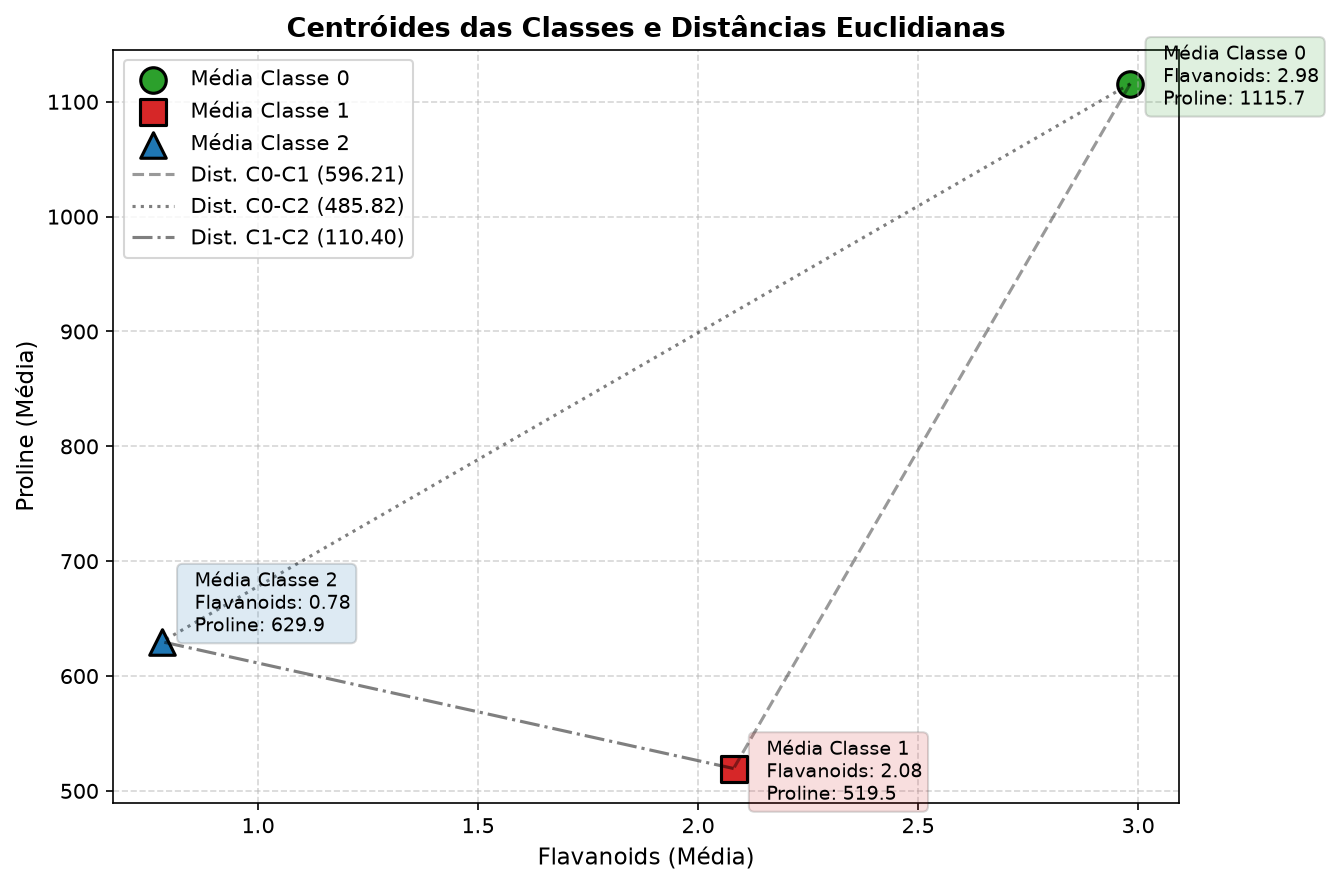 Centróides das Classes e Distâncias Euclidianas
Média Classe 0
Média Classe 1
Média Classe 2
Dist. C0-C1 (596.21)
Dist. C0-C2 (485.82)
Dist. C1-C2 (110.40)
Média Classe 0
Flavanoids: 2.98
Proline: 1115.7
Média Classe 2
Flavanoids: 0.78
Proline: 629.9
Média Classe 1
Flavanoids: 2.08
Proline: 519.5
Proline (Média)
1100
1000
900
800
700
600
500
1.0
1.5
2.0
2.5
3.0
Flavanoids (Média)